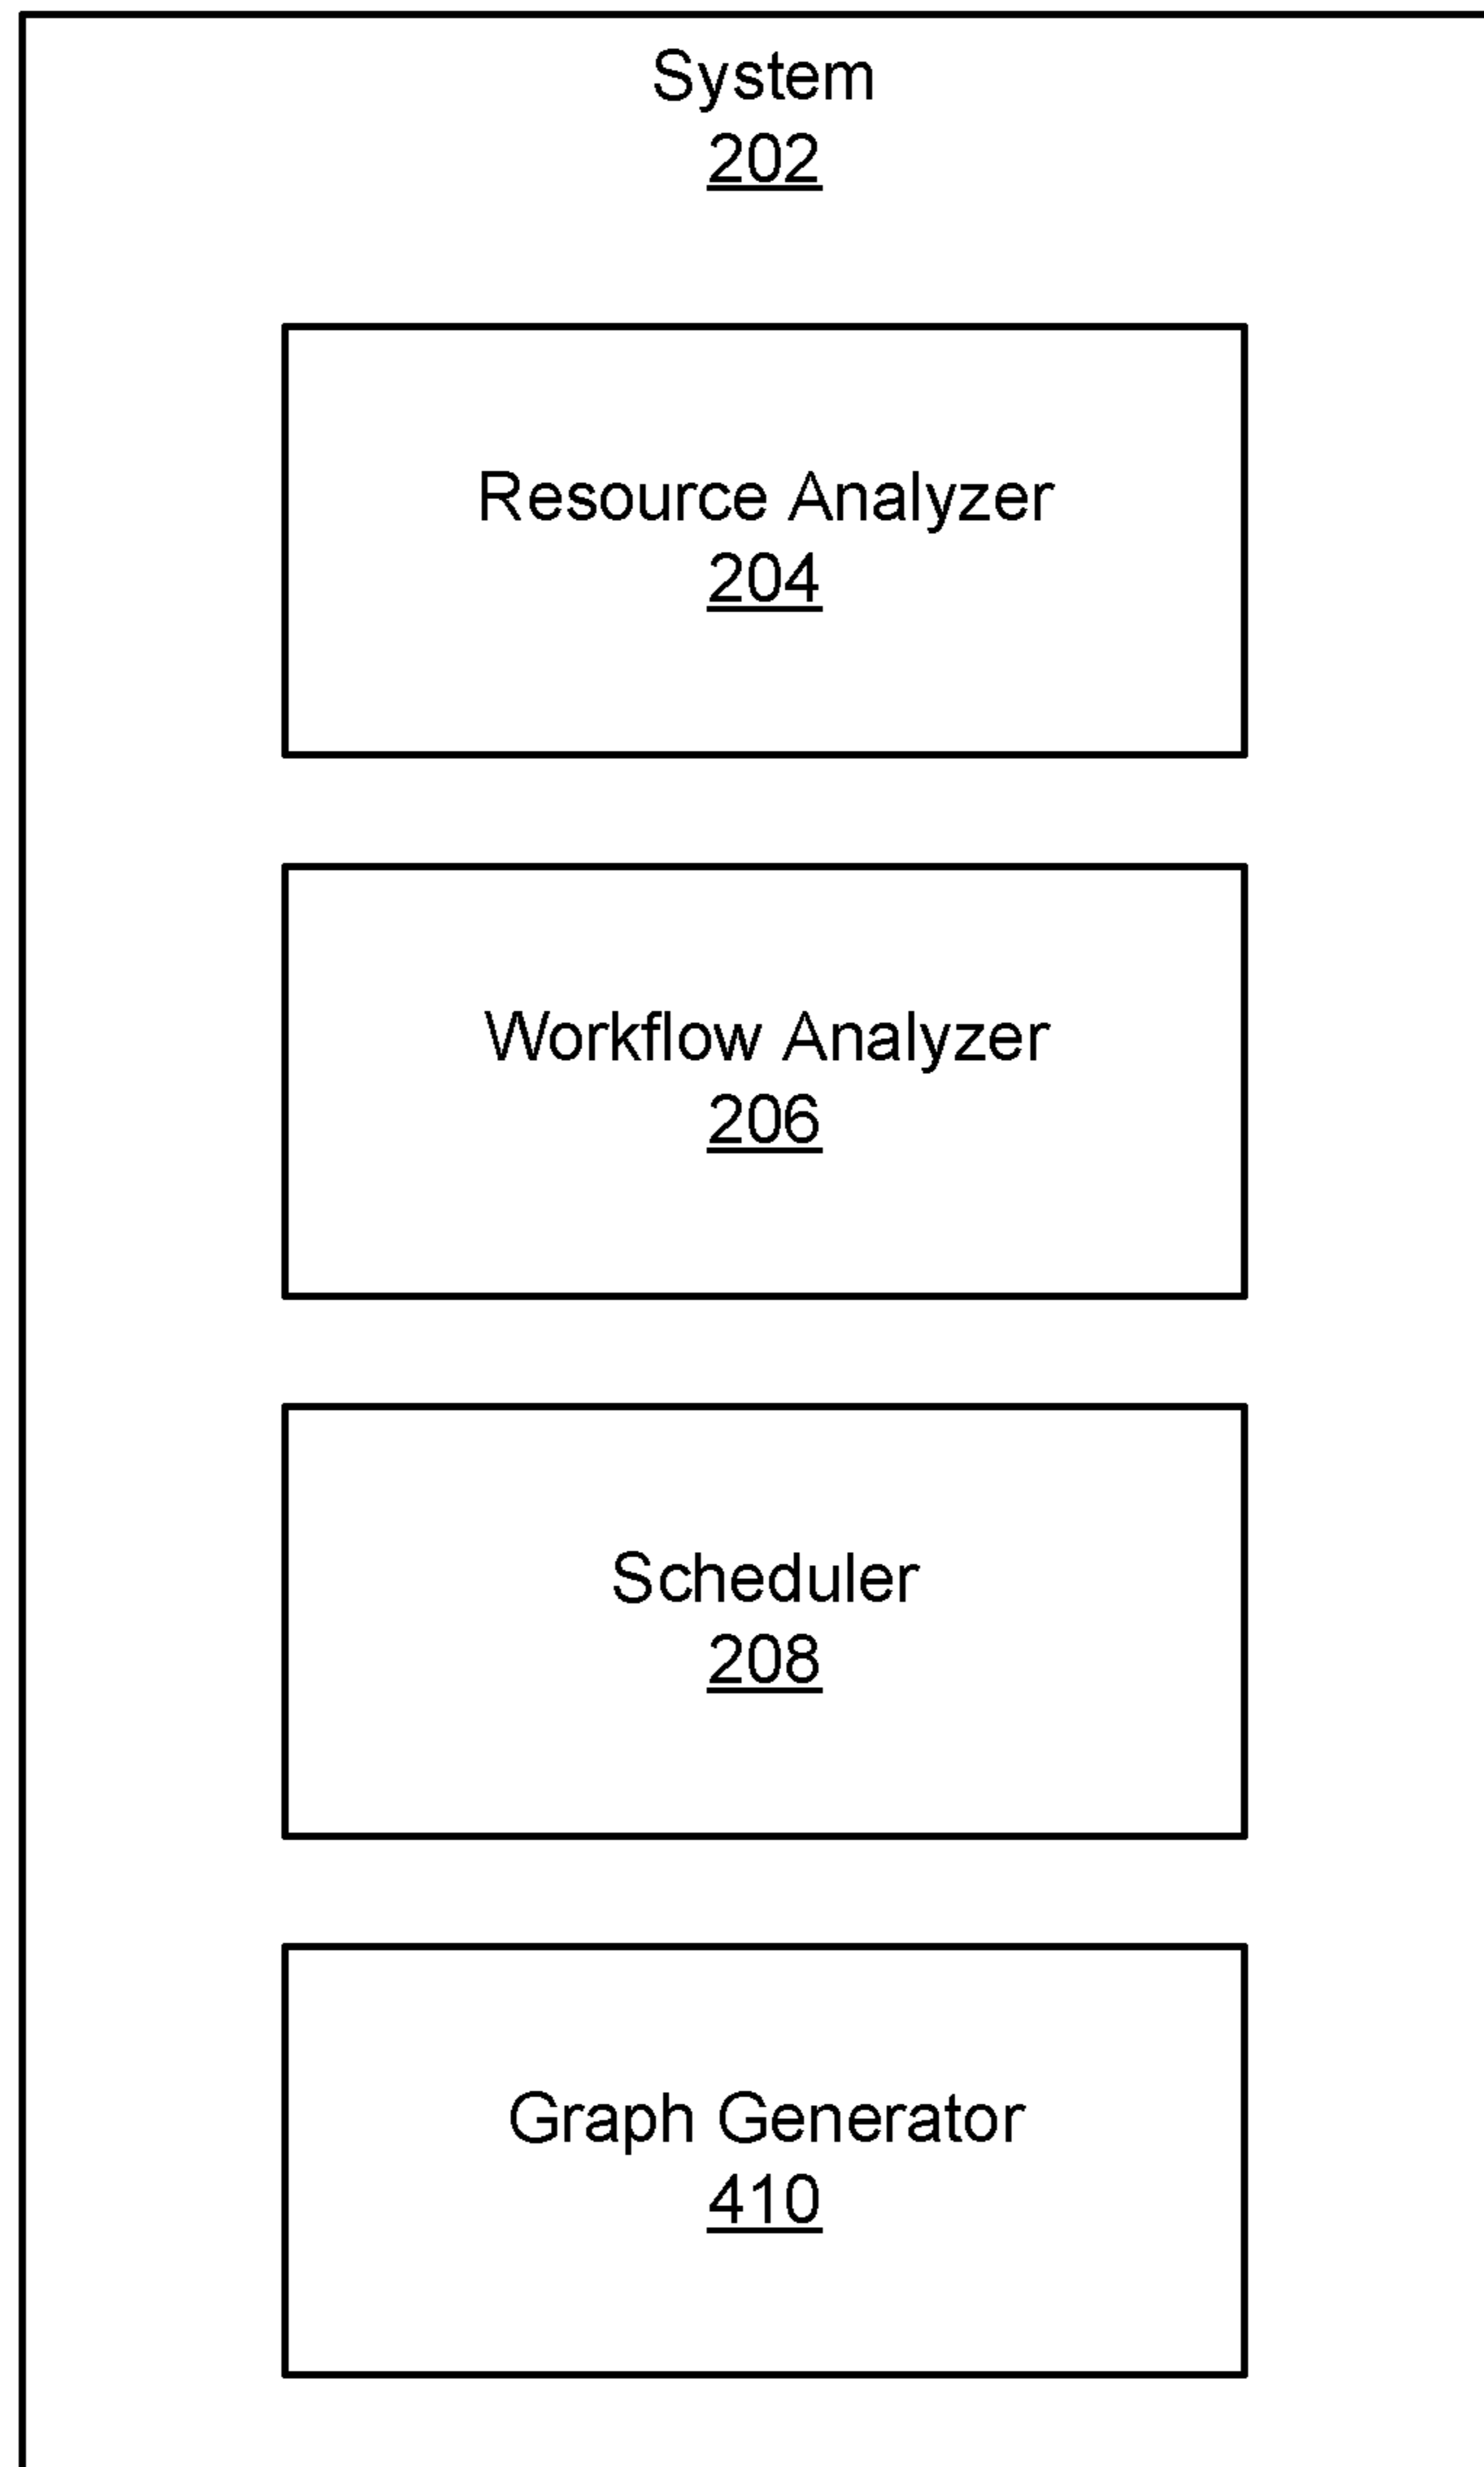 System
202
Resource Analyzer
204
Workflow Analyzer
206
Scheduler
208
Graph Generator
410